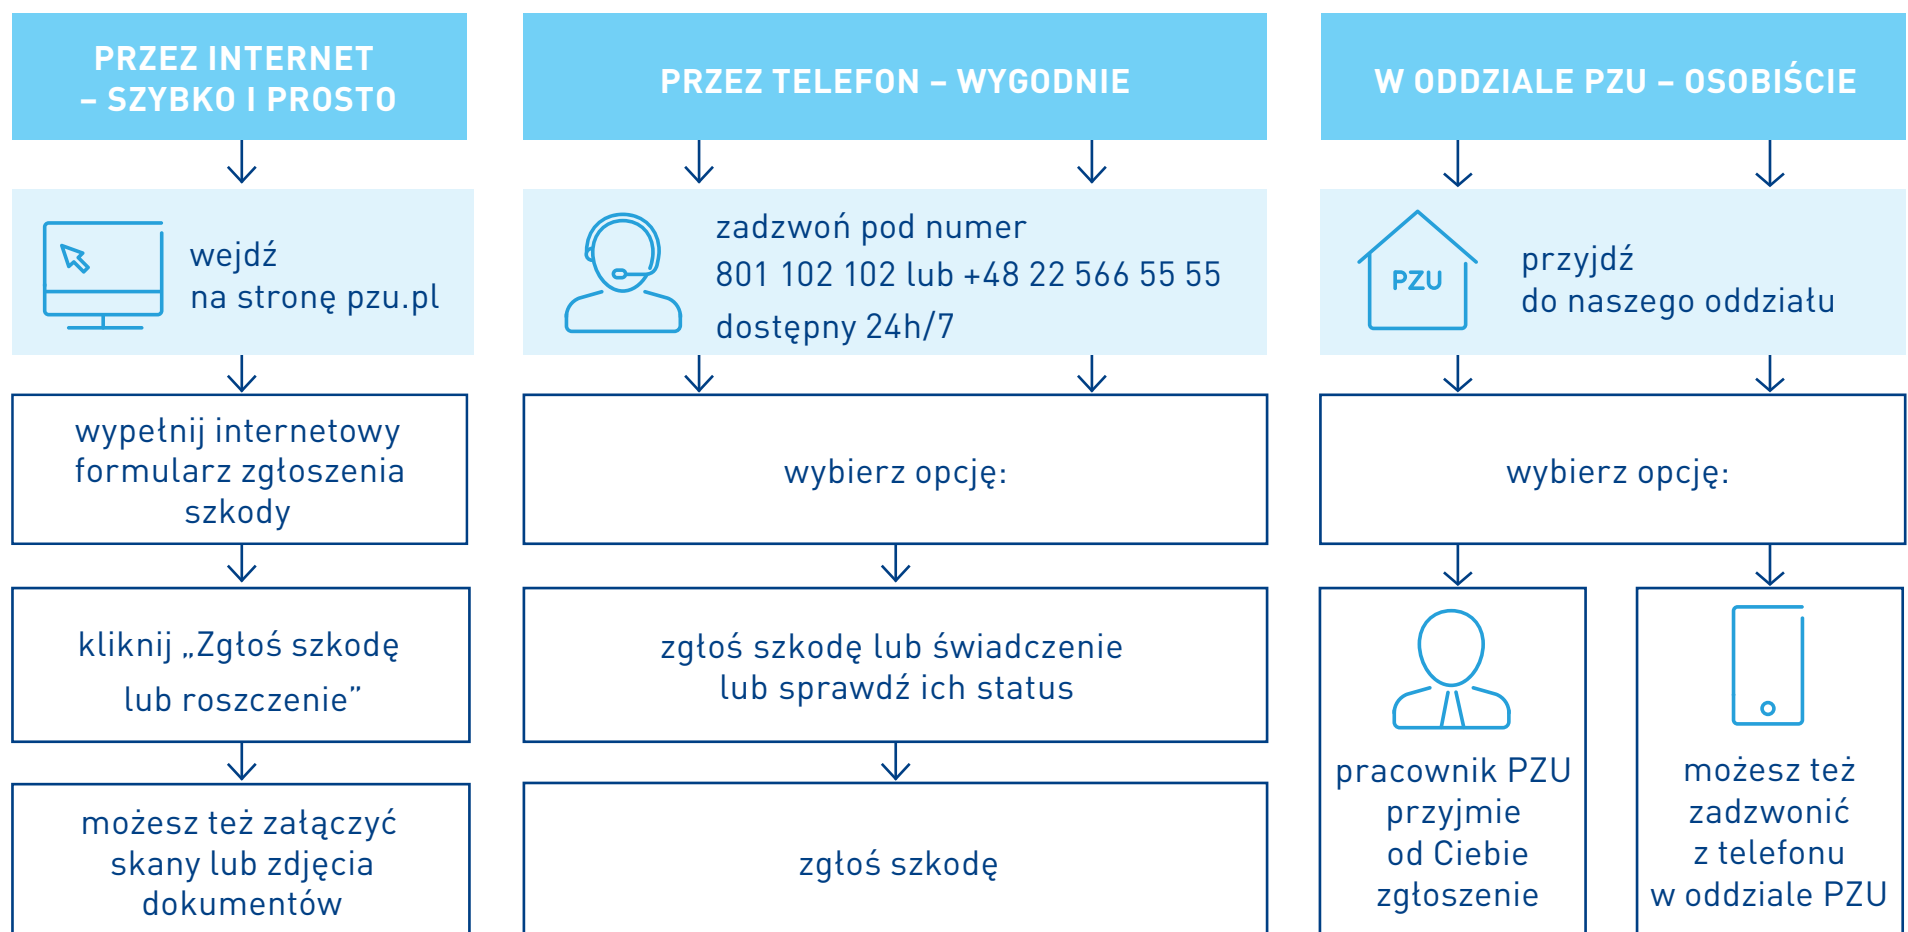 PRZEZ INTERNET
– SZYBKO I PROSTO
wejdź
na stronę pzu.pl
wypełnij internetowy
formularz zgłoszenia
szkody
kliknij „Zgłoś szkodę
lub roszczenie”
możesz też załączyć
skany lub zdjęcia
dokumentów
PRZEZ TELEFON – WYGODNIE
zadzwoń pod numer
801 102 102 lub +48 22 566 55 55
dostępny 24h/7
wybierz opcję:
zgłoś szkodę lub świadczenie
lub sprawdź ich status
zgłoś szkodę
W ODDZIALE PZU – OSOBIŚCIE
PZU
przyjdź
do naszego oddziału
wybierz opcję:
pracownik PZU
przyjmie
od Ciebie
zgłoszenie
możesz też
zadzwonić
z telefonu
w oddziale PZU